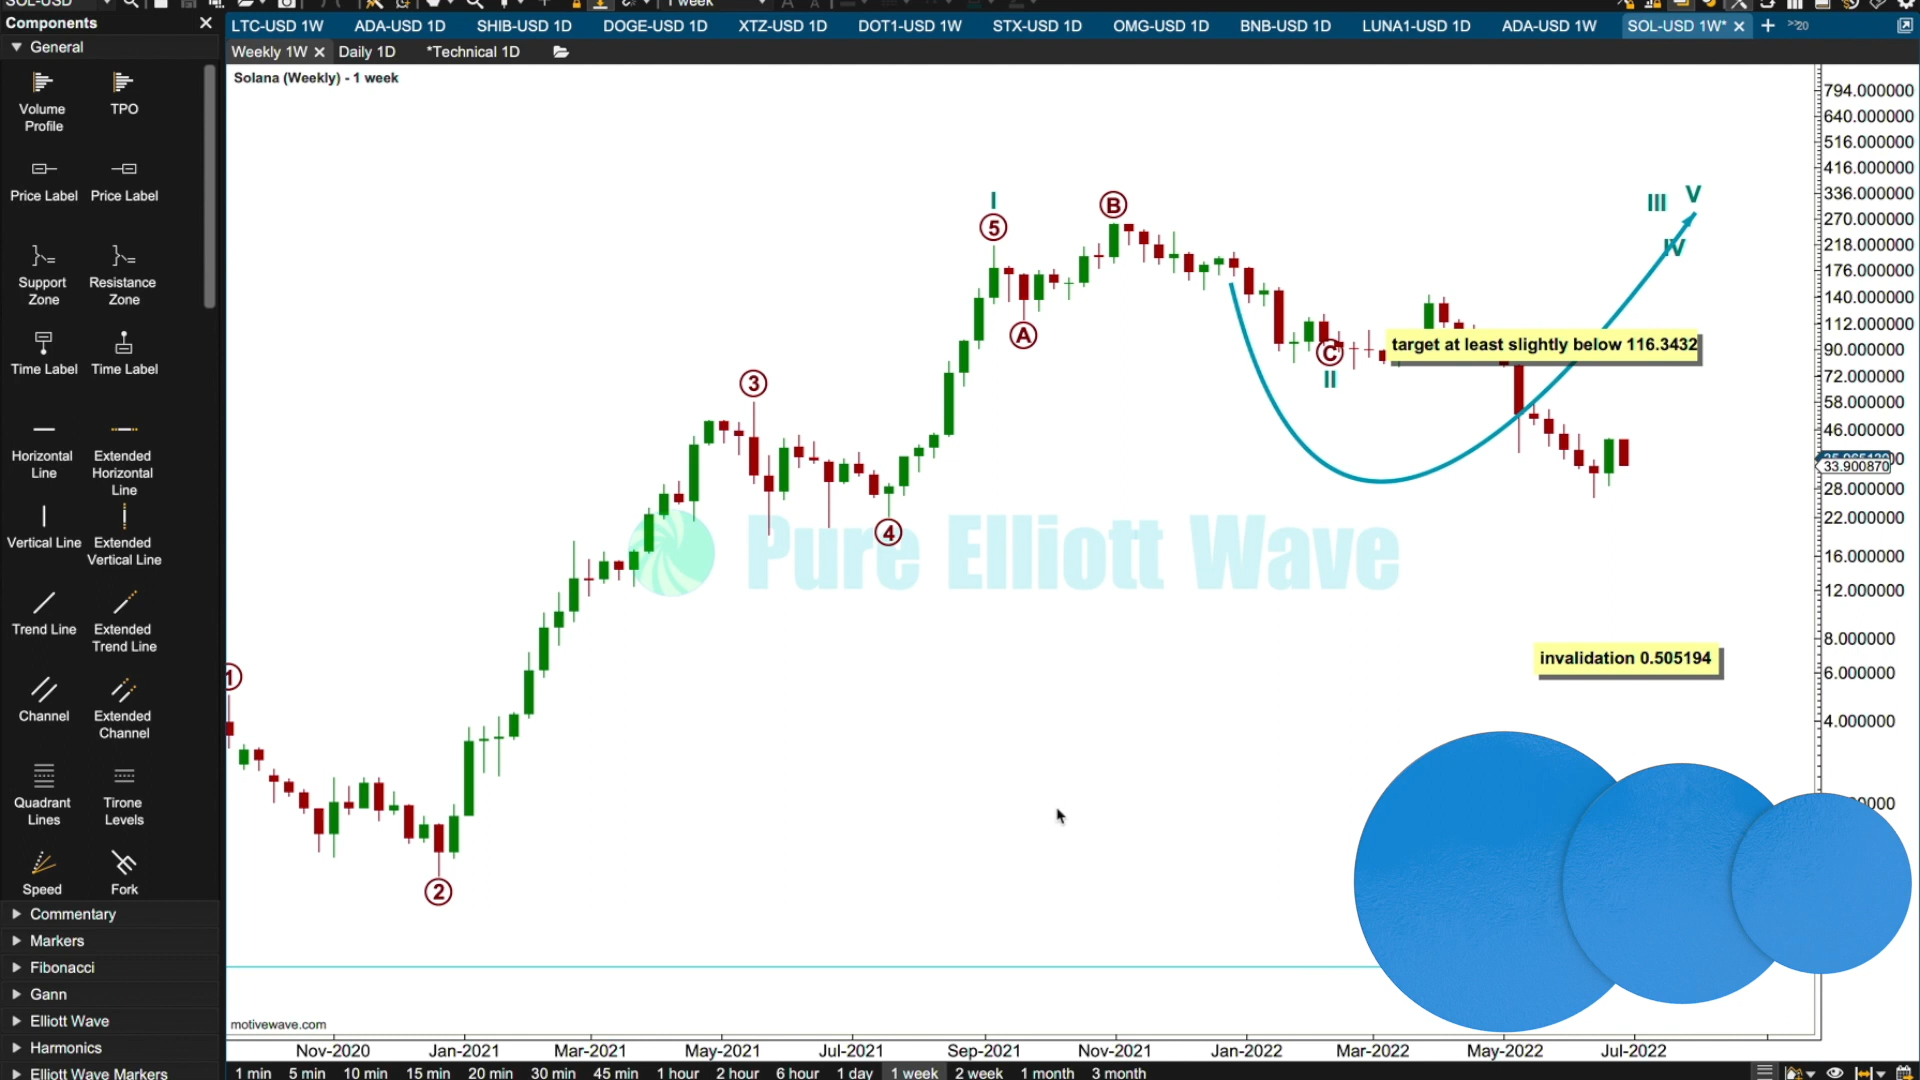 SOL-USD
1 week
Components
LTC-USD 1W
ADA-USD 1D
SHIB-USD 1D
DOGE-USD 1D
XTZ-USD 1D
DOT1-USD 1W
STX-USD 1D
OMG-USD 1D
BNB-USD 1D
LUNA1-USD 1D
ADA-USD 1W
SOL-USD 1W*
20
General
Weekly 1W
Daily 1D
*Technical 1D
Solana (Weekly) - 1 week
Volume Profile
TPO
Price Label
Price Label
Support Zone
Resistance Zone
Time Label
Time Label
Horizontal Line
Extended Horizontal Line
Vertical Line
Extended Vertical Line
Trend Line
Extended Trend Line
Channel
Extended Channel
Quadrant Lines
Tirone Levels
Speed
Fork
Commentary
Markers
Fibonacci
Gann
Elliott Wave
Harmonics
Elliott Wave Markers
I
5
B
A
3
4
1
2
C
II
III
V
IV
target at least slightly below 116.3432
invalidation 0.505194
Pure Elliott Wave
794.000000
640.000000
516.000000
416.000000
336.000000
270.000000
218.000000
176.000000
140.000000
112.000000
90.000000
72.000000
58.000000
46.000000
33.900870
28.000000
22.000000
16.000000
12.000000
8.000000
6.000000
4.000000
motivewave.com
Nov-2020
Jan-2021
Mar-2021
May-2021
Jul-2021
Sep-2021
Nov-2021
Jan-2022
Mar-2022
May-2022
Jul-2022
1 min
5 min
10 min
15 min
20 min
30 min
45 min
1 hour
2 hour
6 hour
1 day
1 week
2 week
1 month
3 month